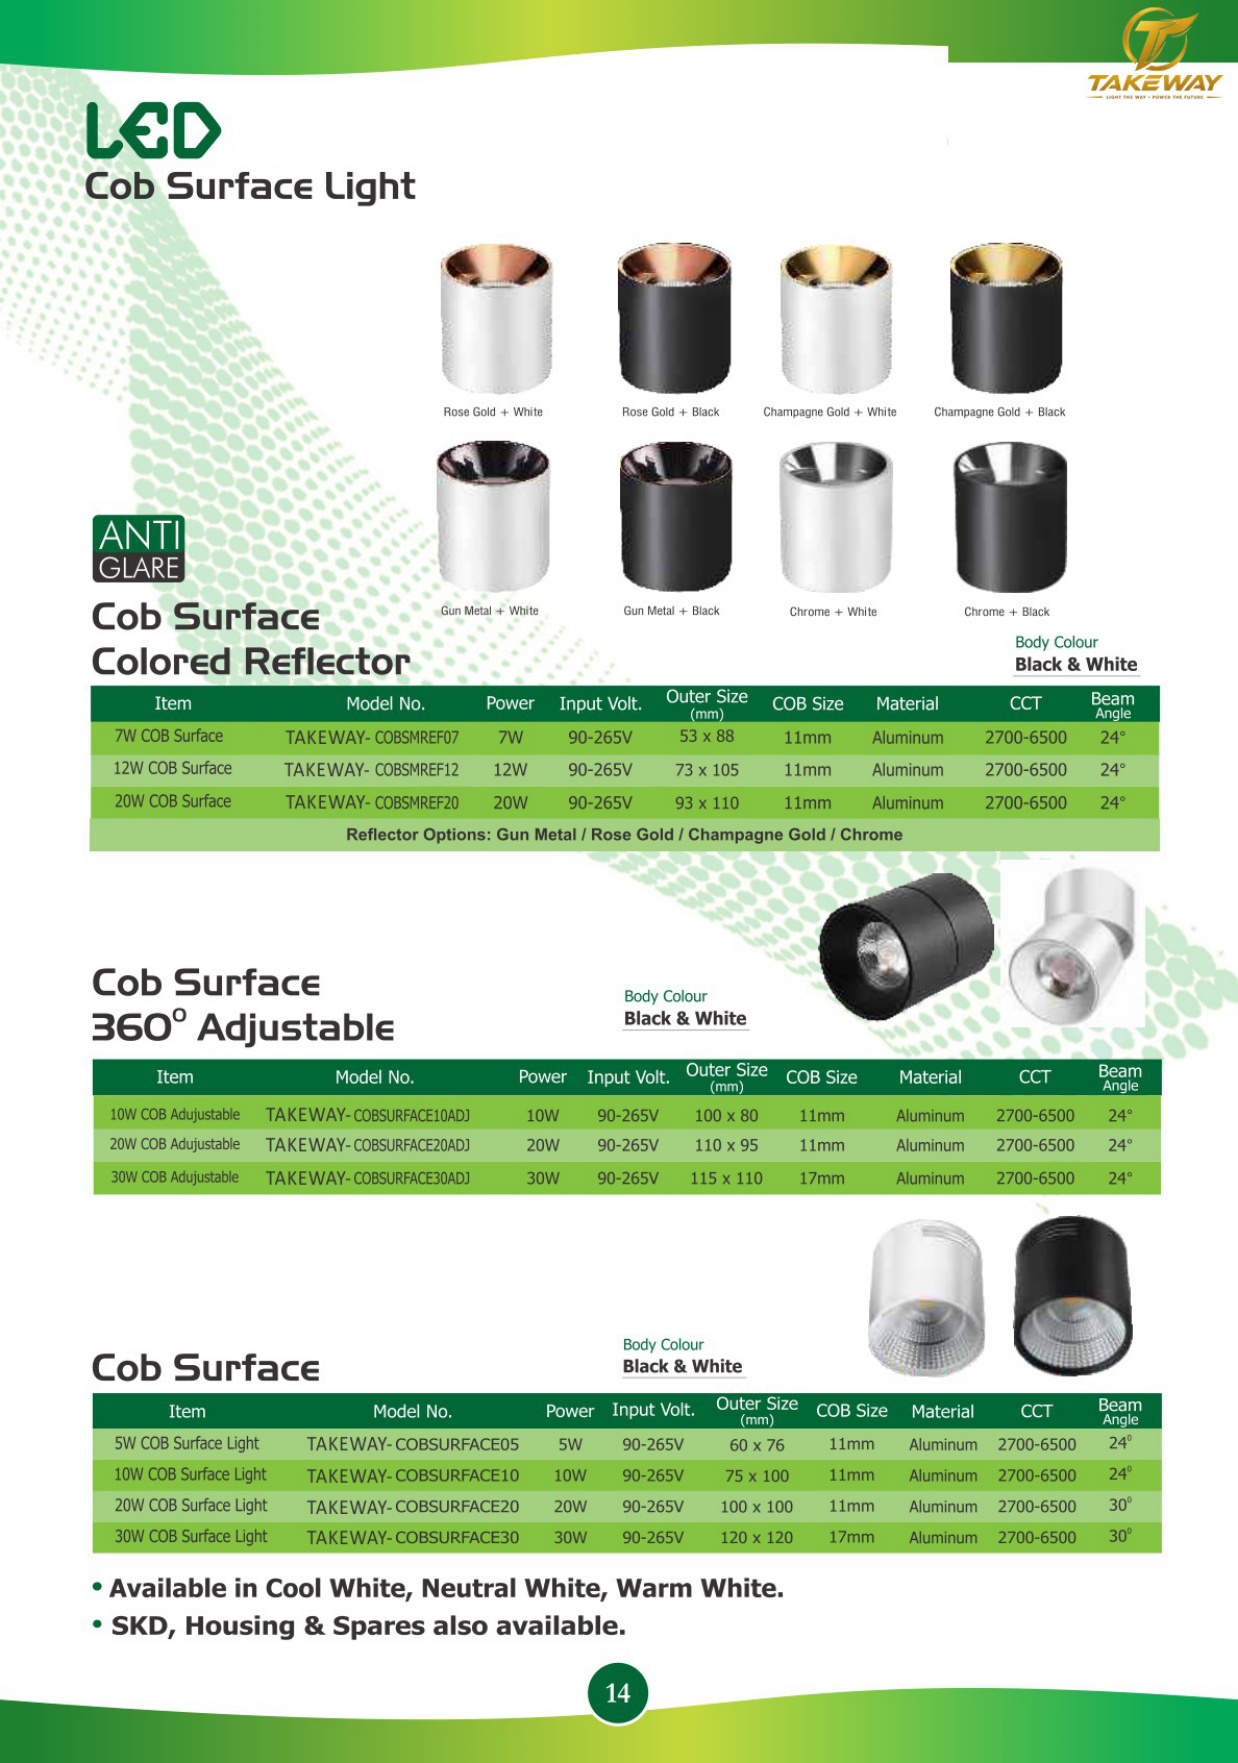 TAKEWAY
LIGHT THE WAY - POWER THE FUTURE
LED
Cob Surface Light
Rose Gold + White
Rose Gold + Black
Champagne Gold + White
Champagne Gold + Black
ANTI
GLARE
Gun Metal + White
Gun Metal + Black
Chrome + White
Chrome + Black
Cob Surface
Colored Reflector
Body Colour
Black & White
Item Model No. Power Input Volt. Outer Size (mm) COB Size Material CCT Beam Angle
7W COB Surface TAKEWAY- COBSMREF07 7W 90-265V 53 x 88 11mm Aluminum 2700-6500 24°
12W COB Surface TAKEWAY- COBSMREF12 12W 90-265V 73 x 105 11mm Aluminum 2700-6500 24°
20W COB Surface TAKEWAY- COBSMREF20 20W 90-265V 93 x 110 11mm Aluminum 2700-6500 24°
Reflector Options: Gun Metal / Rose Gold / Champagne Gold / Chrome
Cob Surface
360° Adjustable
Body Colour
Black & White
Item Model No. Power Input Volt. Outer Size (mm) COB Size Material CCT Beam Angle
10W COB Adujustable TAKEWAY- COBSURFACE10ADJ 10W 90-265V 100 x 80 11mm Aluminum 2700-6500 24°
20W COB Adujustable TAKEWAY- COBSURFACE20ADJ 20W 90-265V 110 x 95 11mm Aluminum 2700-6500 24°
30W COB Adujustable TAKEWAY- COBSURFACE30ADJ 30W 90-265V 115 x 110 17mm Aluminum 2700-6500 24°
Cob Surface
Body Colour
Black & White
Item Model No. Power Input Volt. Outer Size (mm) COB Size Material CCT Beam Angle
5W COB Surface Light TAKEWAY- COBSURFACE05 5W 90-265V 60 x 76 11mm Aluminum 2700-6500 24°
10W COB Surface Light TAKEWAY- COBSURFACE10 10W 90-265V 75 x 100 11mm Aluminum 2700-6500 24°
20W COB Surface Light TAKEWAY- COBSURFACE20 20W 90-265V 100 x 100 11mm Aluminum 2700-6500 30°
30W COB Surface Light TAKEWAY- COBSURFACE30 30W 90-265V 120 x 120 17mm Aluminum 2700-6500 30°
• Available in Cool White, Neutral White, Warm White.
• SKD, Housing & Spares also available.
14